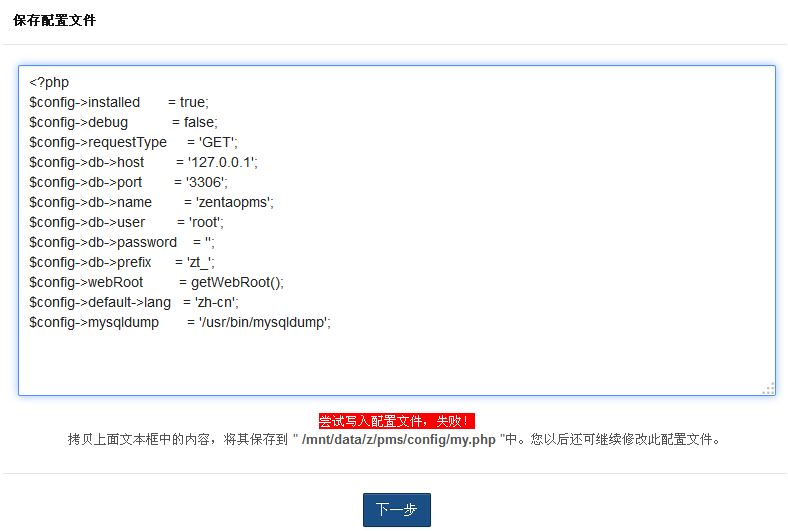 保存配置文件
<?php
$config->installed       = true;
$config->debug           = false;
$config->requestType     = 'GET';
$config->db->host        = '127.0.0.1';
$config->db->port        = '3306';
$config->db->name        = 'zentaopms';
$config->db->user        = 'root';
$config->db->password    = '';
$config->db->prefix      = 'zt_';
$config->webRoot         = getWebRoot();
$config->default->lang   = 'zh-cn';
$config->mysqldump       = '/usr/bin/mysqldump';
尝试写入配置文件，失败！
拷贝上面文本框中的内容，将其保存到 " /mnt/data/z/pms/config/my.php "中。您以后还可继续修改此配置文件。
下一步